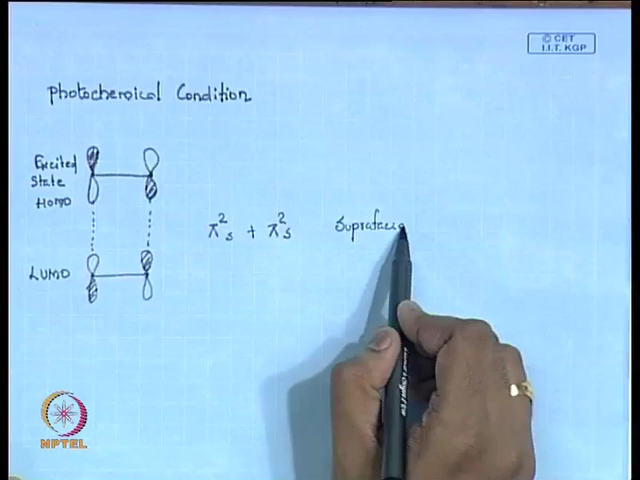 © CET
I.I.T. KGP
Photochemical Condition
Excited
State
HOMO
π²s + π²s
Suprafacia
LUMO
NPTEL